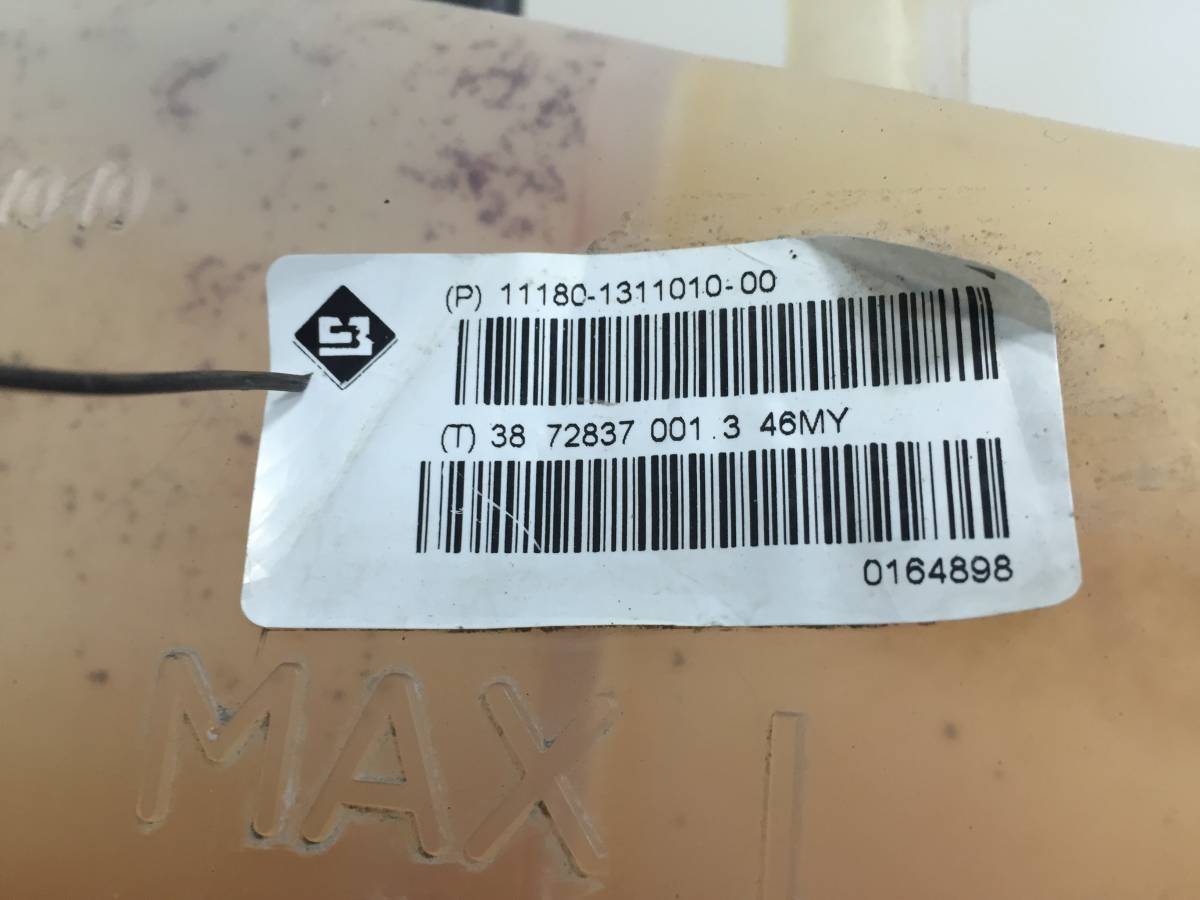 (P) 11180-1311010-00
(T) 38 72837 001.3 46MY
0164898
MAX